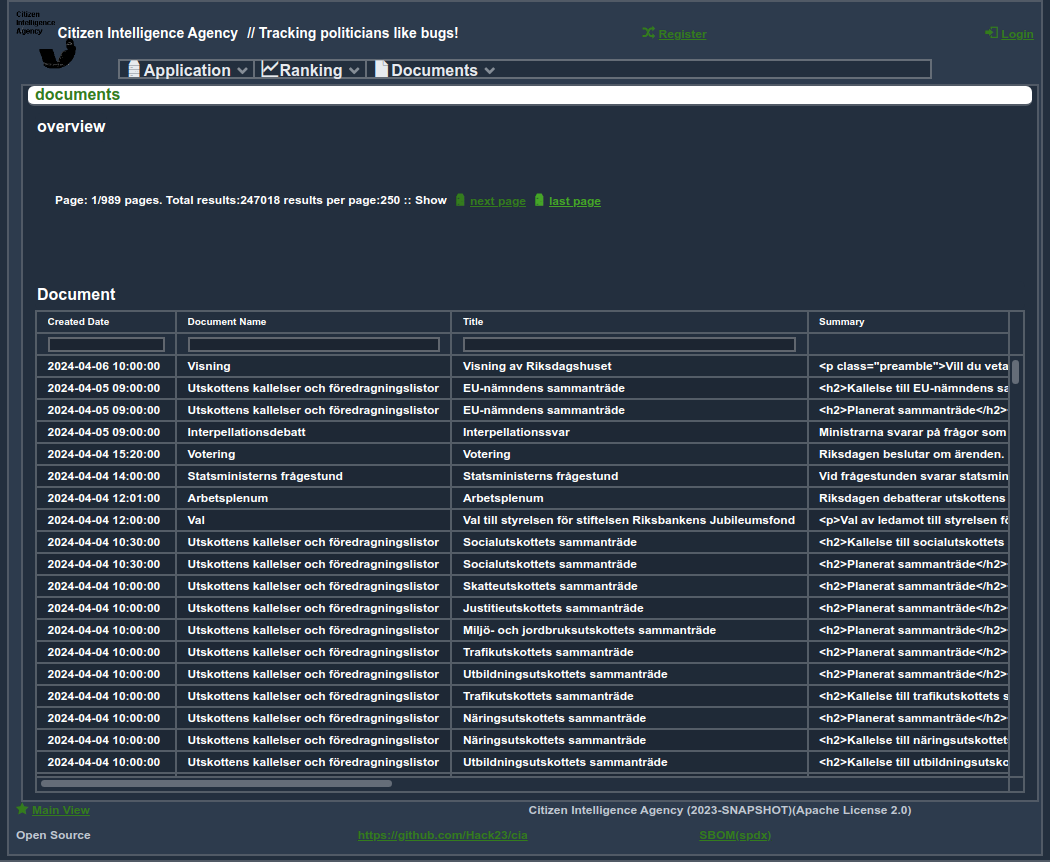 Citizen
Intelligence
Agency
Citizen Intelligence Agency // Tracking politicians like bugs!
Register
Login
Application Ranking Documents
documents
overview
Page: 1/989 pages. Total results:247018 results per page:250 :: Show next page last page
Document
Created Date Document Name Title Summary
2024-04-06 10:00:00 Visning Visning av Riksdagshuset <p class="preamble">Vill du veta
2024-04-05 09:00:00 Utskottens kallelser och föredragningslistor EU-nämndens sammanträde <h2>Kallelse till EU-nämndens sa
2024-04-05 09:00:00 Utskottens kallelser och föredragningslistor EU-nämndens sammanträde <h2>Planerat sammanträde</h2>
2024-04-05 09:00:00 Interpellationsdebatt Interpellationssvar Ministrarna svarar på frågor som
2024-04-04 15:20:00 Votering Votering Riksdagen beslutar om ärenden.
2024-04-04 14:00:00 Statsministerns frågestund Statsministerns frågestund Vid frågestunden svarar statsmin
2024-04-04 12:01:00 Arbetsplenum Arbetsplenum Riksdagen debatterar utskottens
2024-04-04 12:00:00 Val Val till styrelsen för stiftelsen Riksbankens Jubileumsfond <p>Val av ledamot till styrelsen fö
2024-04-04 10:30:00 Utskottens kallelser och föredragningslistor Socialutskottets sammanträde <h2>Kallelse till socialutskottets
2024-04-04 10:30:00 Utskottens kallelser och föredragningslistor Socialutskottets sammanträde <h2>Planerat sammanträde</h2>
2024-04-04 10:00:00 Utskottens kallelser och föredragningslistor Skatteutskottets sammanträde <h2>Planerat sammanträde</h2>
2024-04-04 10:00:00 Utskottens kallelser och föredragningslistor Justitieutskottets sammanträde <h2>Planerat sammanträde</h2>
2024-04-04 10:00:00 Utskottens kallelser och föredragningslistor Miljö- och jordbruksutskottets sammanträde <h2>Planerat sammanträde</h2>
2024-04-04 10:00:00 Utskottens kallelser och föredragningslistor Trafikutskottets sammanträde <h2>Planerat sammanträde</h2>
2024-04-04 10:00:00 Utskottens kallelser och föredragningslistor Utbildningsutskottets sammanträde <h2>Planerat sammanträde</h2>
2024-04-04 10:00:00 Utskottens kallelser och föredragningslistor Trafikutskottets sammanträde <h2>Kallelse till trafikutskottets s
2024-04-04 10:00:00 Utskottens kallelser och föredragningslistor Näringsutskottets sammanträde <h2>Planerat sammanträde</h2>
2024-04-04 10:00:00 Utskottens kallelser och föredragningslistor Näringsutskottets sammanträde <h2>Kallelse till näringsutskottet
2024-04-04 10:00:00 Utskottens kallelser och föredragningslistor Utbildningsutskottets sammanträde <h2>Kallelse till utbildningsutsko
Main View
Citizen Intelligence Agency (2023-SNAPSHOT)(Apache License 2.0)
Open Source
https://github.com/Hack23/cia
SBOM(spdx)